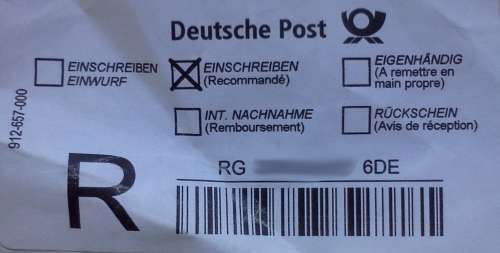 Deutsche Post
EINSCHREIBEN
EINWURF
EINSCHREIBEN
(Recommandé)
EIGENHÄNDIG
(A remettre en
main propre)
INT. NACHNAHME
(Remboursement)
RÜCKSCHEIN
(Avis de réception)
912-657-000
R
RG 6DE